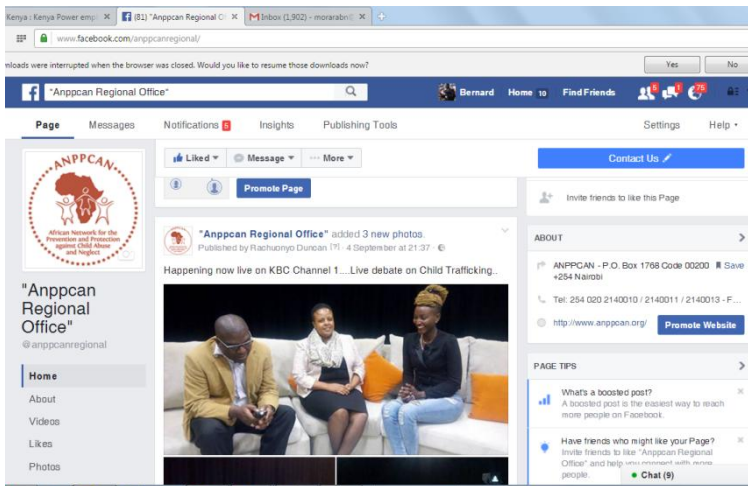 Kenya : Kenya Power empl
(81) "Anppcan Regional O
Inbox (1,902) - morarabn@
www.facebook.com/anppcanregional/
nloads were interrupted when the browser was closed. Would you like to resume those downloads now?
Yes
No
"Anppcan Regional Office"
Bernard
Home 10
Find Friends
6
1
75
Page
Messages
Notifications 5
Insights
Publishing Tools
Settings
Help
ANPPCAN
African Network for the
Prevention and Protection
against Child Abuse
and Neglect
"Anppcan
Regional
Office"
@anppcanregional
Home
About
Videos
Likes
Photos
Liked
Message
More
Promote Page
"Anppcan Regional Office" added 3 new photos.
Published by Rachuonyo Duncan [?] · 4 September at 21:37 ·
Happening now live on KBC Channel 1....Live debate on Child Trafficking..
Contact Us
Invite friends to like this Page
ABOUT
ANPPCAN - P.O. Box 1768 Code 00200
+254 Nairobi
Save
Tel: 254 020 2140010 / 2140011 / 2140013 - F...
http://www.anppcan.org/
Promote Website
PAGE TIPS
What's a boosted post?
A boosted post is the easiest way to reach
more people on Facebook.
Have friends who might like your Page?
Invite friends to like "Anppcan Regional
Office" and help you connect with more
people.
Chat (9)